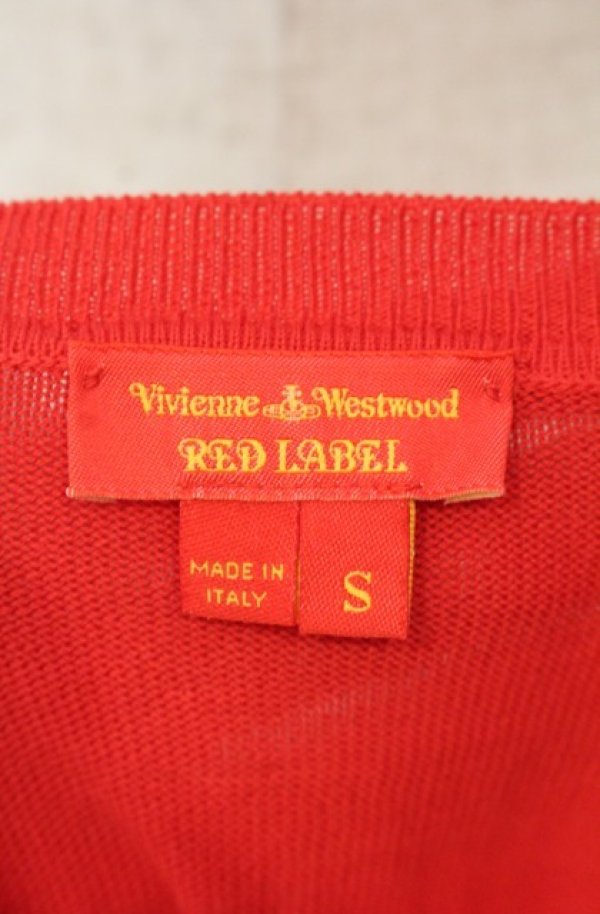 Vivienne Westwood
RED LABEL
MADE IN
ITALY
S